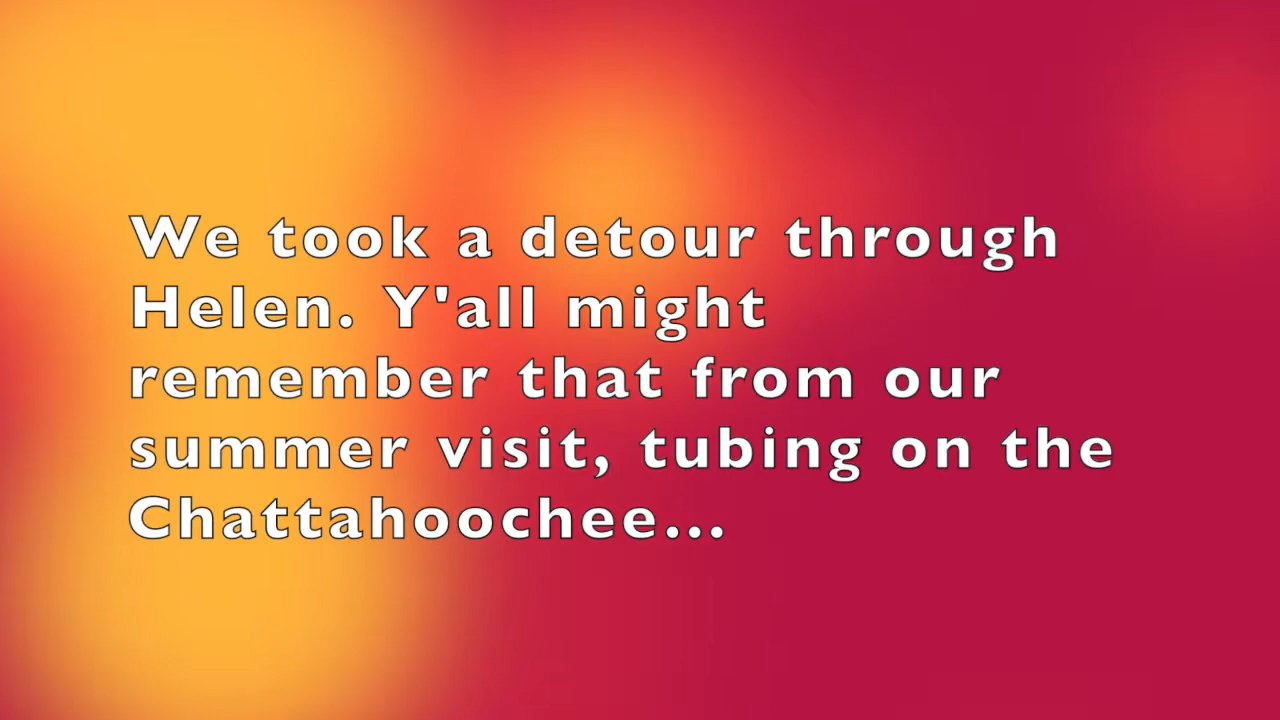 We took a detour through
Helen. Y'all might
remember that from our
summer visit, tubing on the
Chattahoochee...